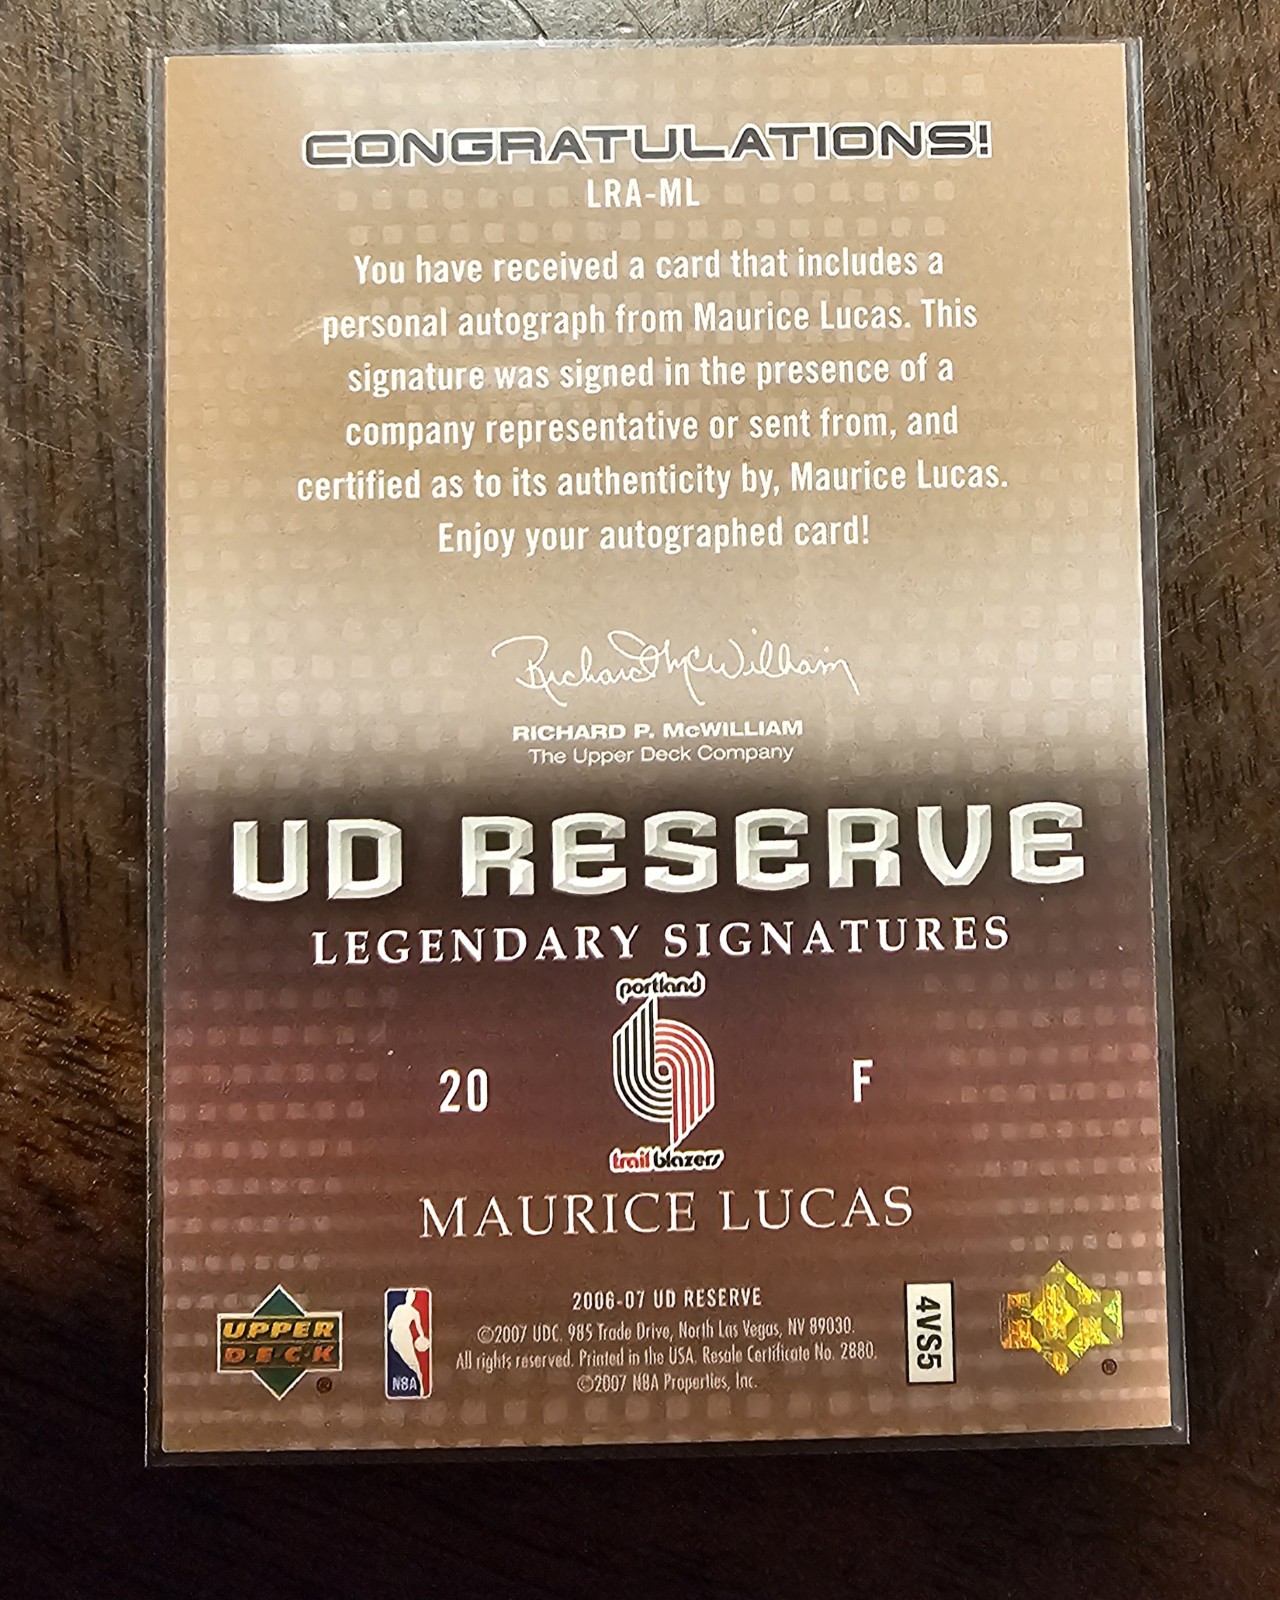 CONGRATULATIONS!
LRA-ML
You have received a card that includes a
personal autograph from Maurice Lucas. This
signature was signed in the presence of a
company representative or sent from, and
certified as to its authenticity by, Maurice Lucas.
Enjoy your autographed card!
Richard McWilliam
RICHARD P. McWILLIAM
The Upper Deck Company
UD RESERVE
LEGENDARY SIGNATURES
portland
20 F
trail blazers
MAURICE LUCAS
UPPER
DECK
®
NBA
2006-07 UD RESERVE
©2007 UDC. 985 Trade Drive, North Las Vegas, NV 89030.
All rights reserved. Printed in the USA. Resale Certificate No. 2880.
©2007 NBA Properties, Inc.
4VS5
®